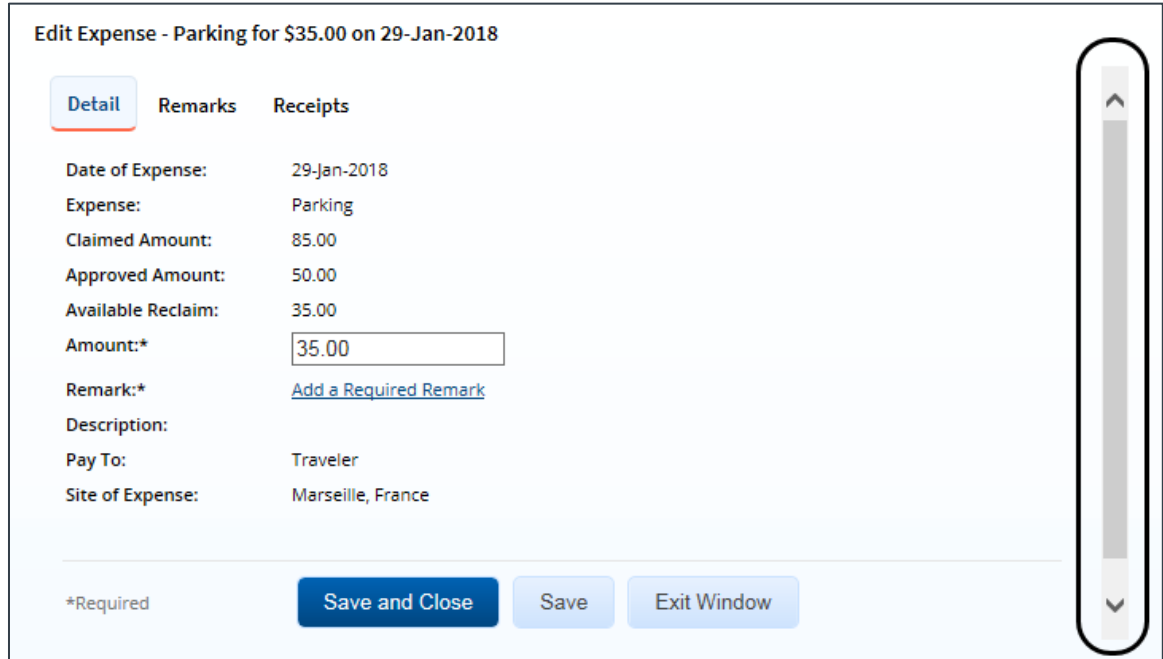 Edit Expense - Parking for $35.00 on 29-Jan-2018
Detail Remarks Receipts
Date of Expense: 29-Jan-2018
Expense: Parking
Claimed Amount: 85.00
Approved Amount: 50.00
Available Reclaim: 35.00
Amount:* 35.00
Remark:* Add a Required Remark
Description:
Pay To: Traveler
Site of Expense: Marseille, France
*Required Save and Close Save Exit Window